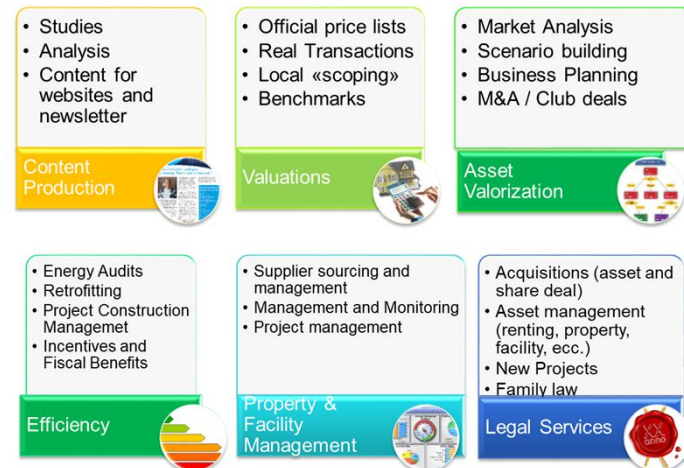 • Studies
• Analysis
• Content for
websites and
newsletter
Content
Production
• Official price lists
• Real Transactions
• Local «scoping»
• Benchmarks
Valuations
• Market Analysis
• Scenario building
• Business Planning
• M&A / Club deals
Asset
Valorization
• Energy Audits
• Retrofitting
• Project Construction
Managemet
• Incentives and
Fiscal Benefits
Efficiency
• Supplier sourcing and
management
• Management and Monitoring
• Project management
Property &
Facility
Management
• Acquisitions (asset and
share deal)
• Asset management
(renting, property,
facility, ecc.)
• New Projects
• Family law
Legal Services
XX
anno